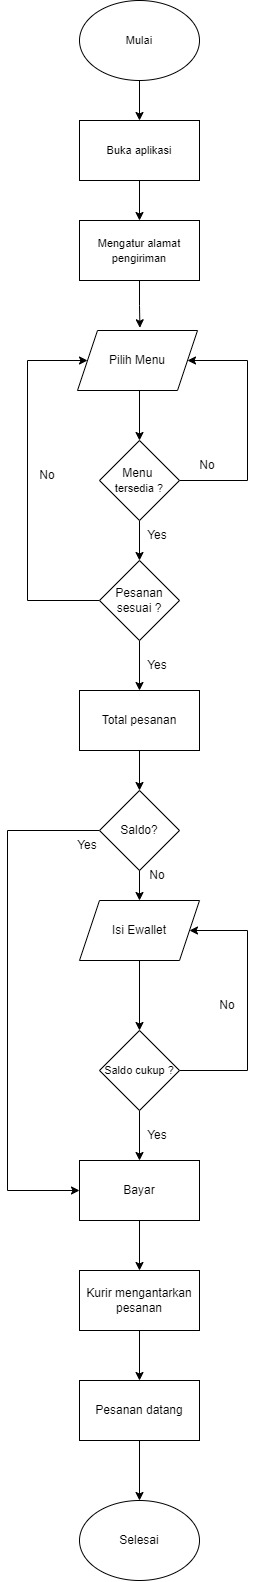 Mulai
Buka aplikasi
Mengatur alamat
pengiriman
Pilih Menu
Menu
tersedia ?
No
No
Yes
Pesanan
sesuai ?
Yes
Total pesanan
Saldo?
Yes
No
Isi Ewallet
No
Saldo cukup ?
Yes
Bayar
Kurir mengantarkan
pesanan
Pesanan datang
Selesai